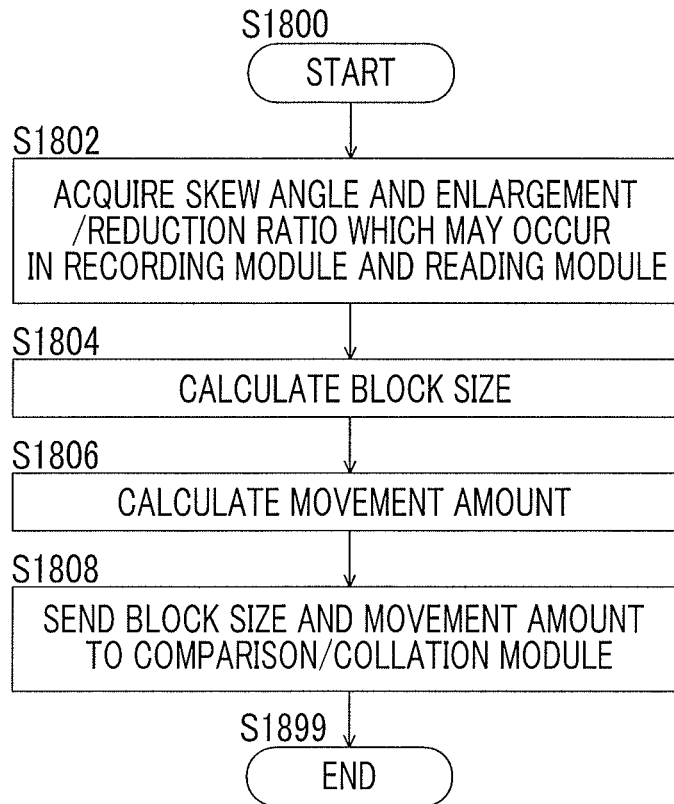 S1800
START
S1802
ACQUIRE SKEW ANGLE AND ENLARGEMENT
/REDUCTION RATIO WHICH MAY OCCUR
IN RECORDING MODULE AND READING MODULE
S1804
CALCULATE BLOCK SIZE
S1806
CALCULATE MOVEMENT AMOUNT
S1808
SEND BLOCK SIZE AND MOVEMENT AMOUNT
TO COMPARISON/COLLATION MODULE
S1899
END